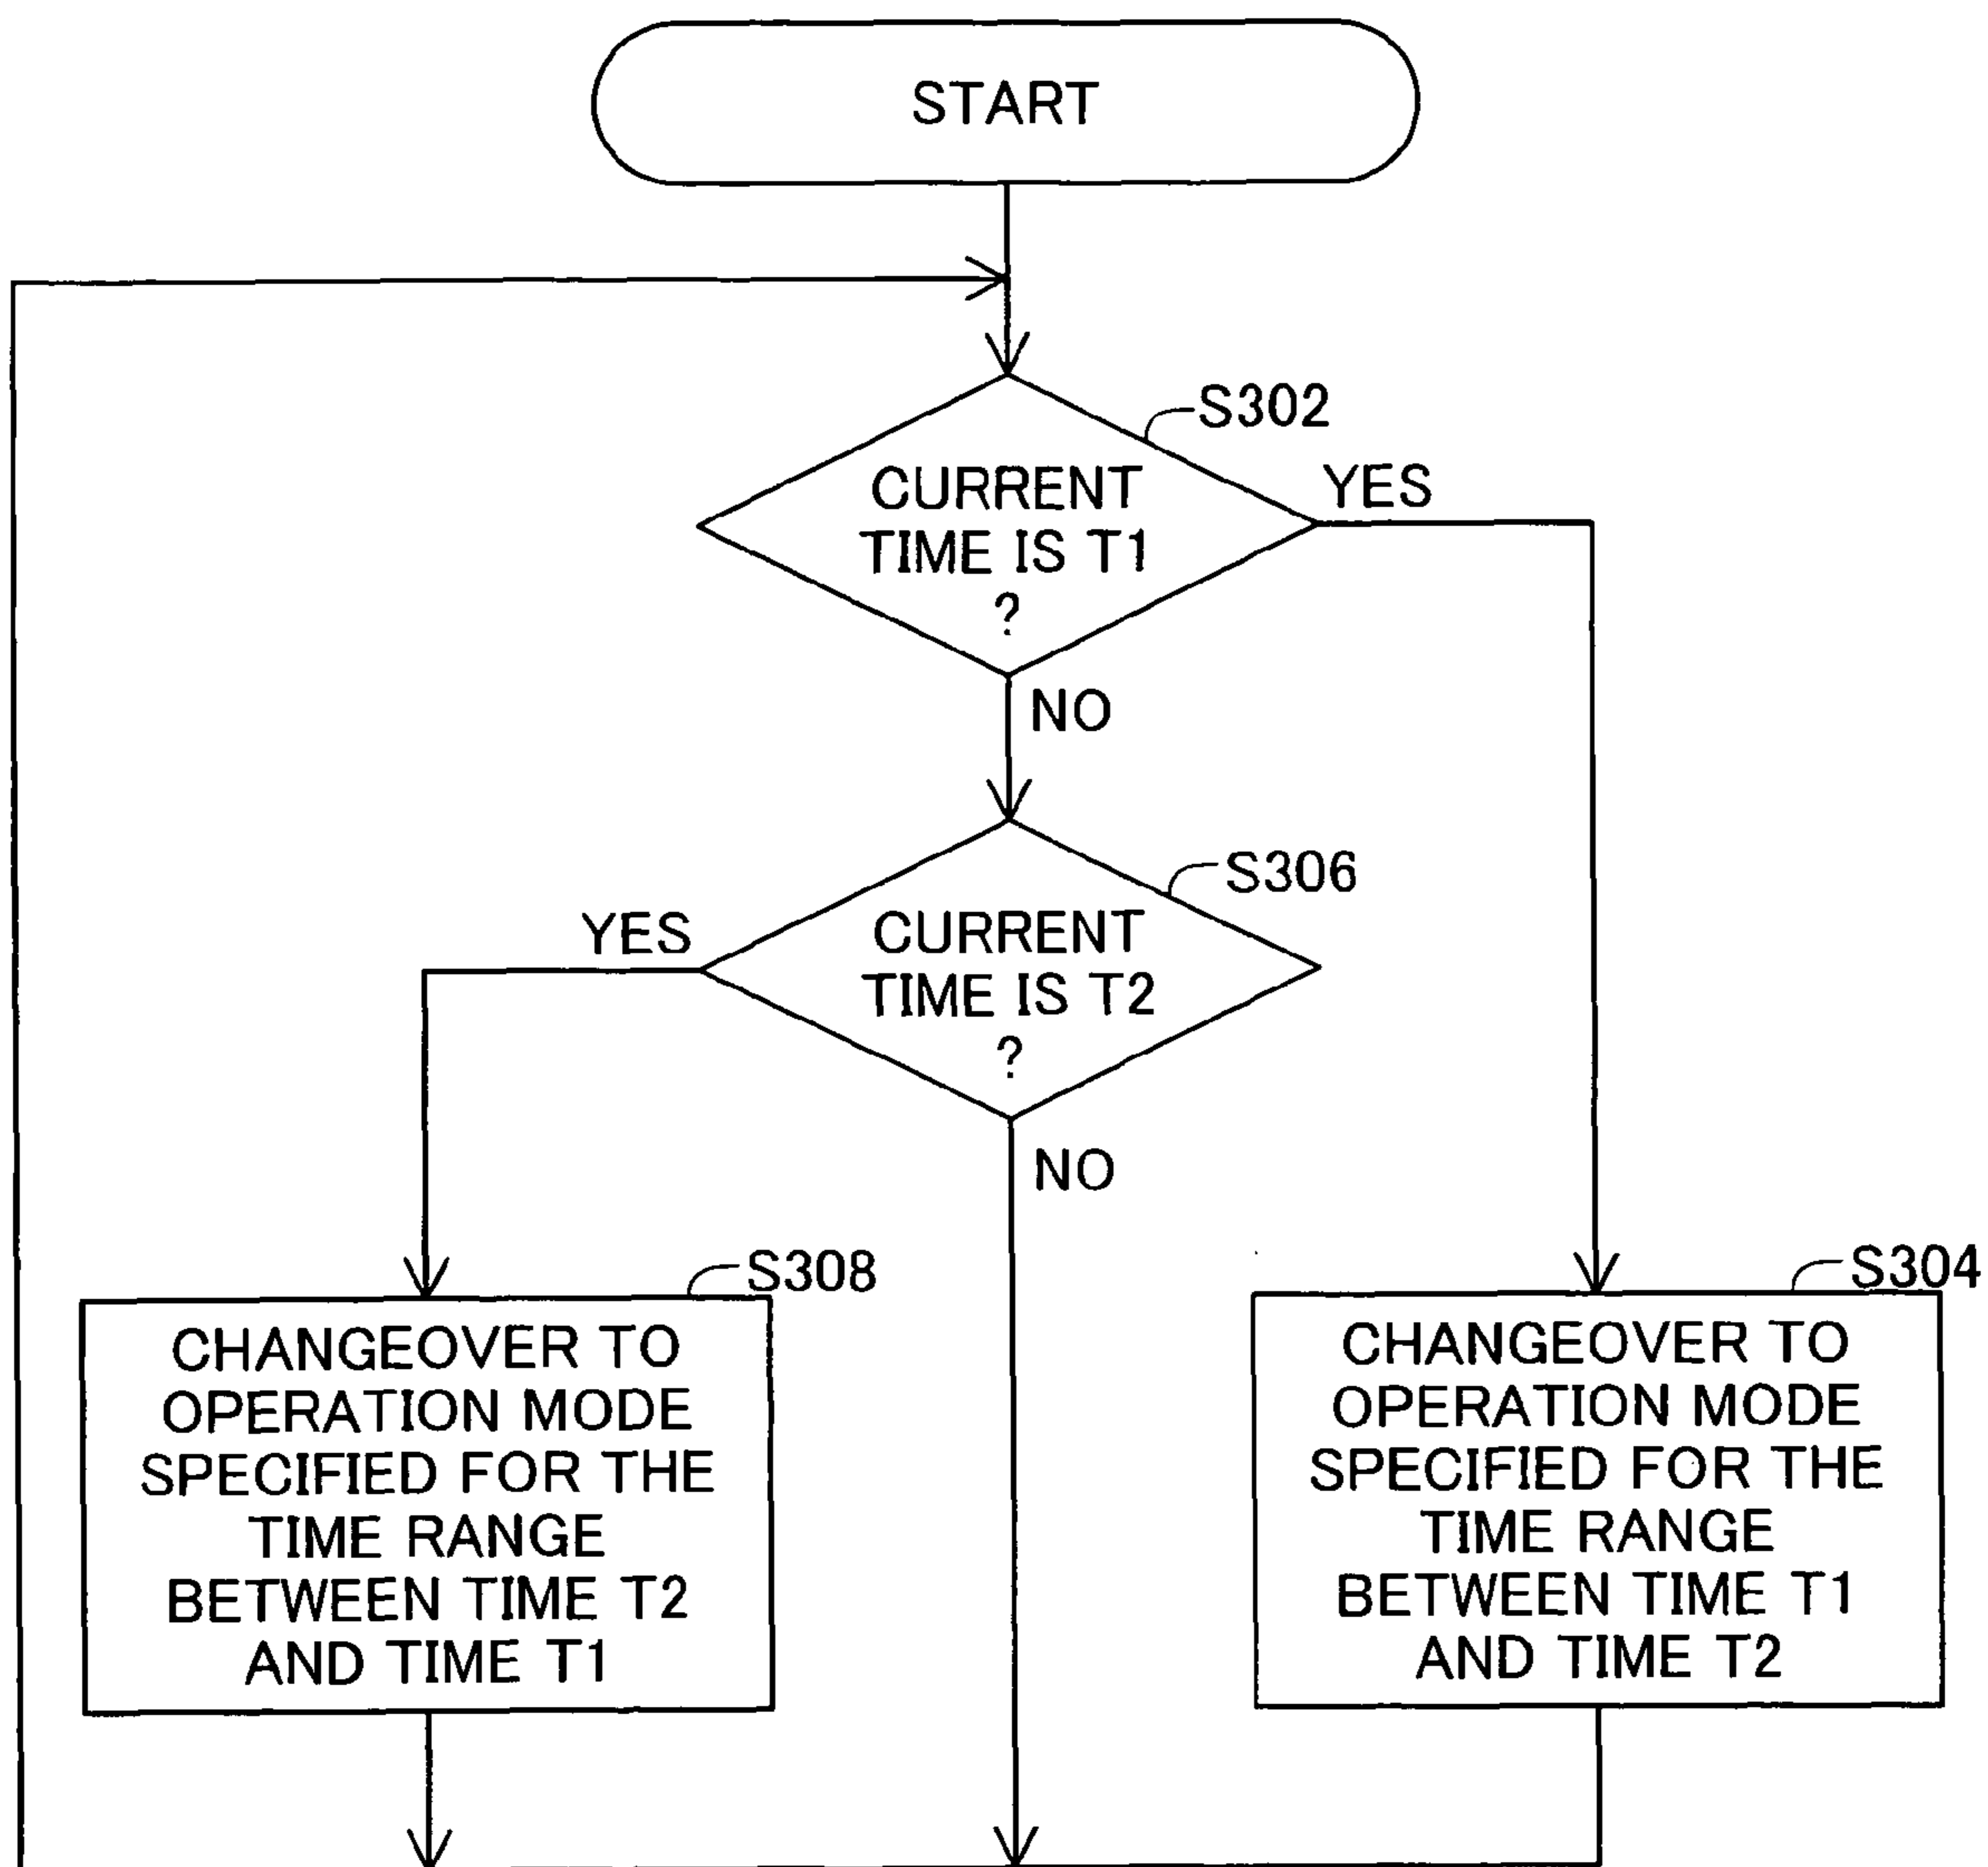 START
S302
CURRENT
TIME IS T1
?
YES
NO
S306
YES
CURRENT
TIME IS T2
?
NO
S308
CHANGEOVER TO
OPERATION MODE
SPECIFIED FOR THE
TIME RANGE
BETWEEN TIME T2
AND TIME T1
S304
CHANGEOVER TO
OPERATION MODE
SPECIFIED FOR THE
TIME RANGE
BETWEEN TIME T1
AND TIME T2